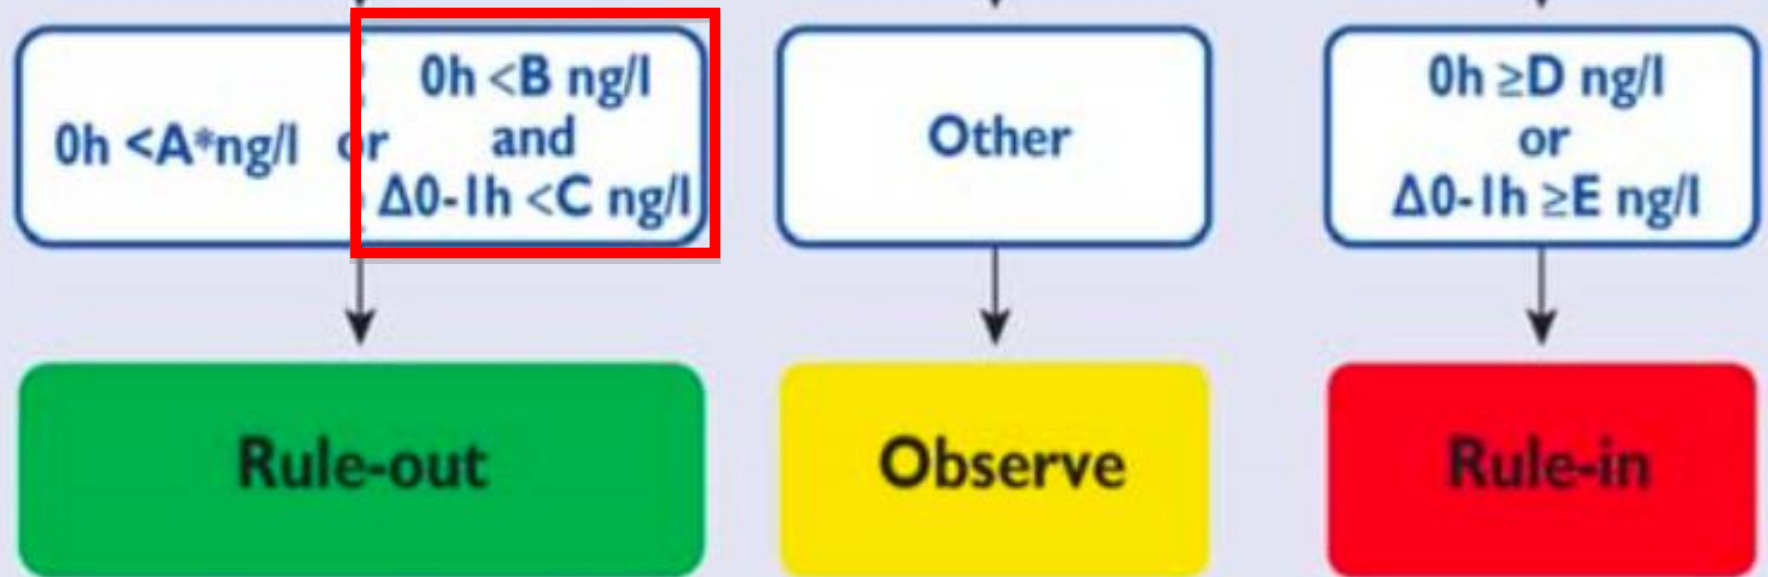 0h <A*ng/l or
0h <B ng/l
and
Δ0-1h <C ng/l
Other
0h ≥D ng/l
or
Δ0-1h ≥E ng/l
Rule-out
Observe
Rule-in